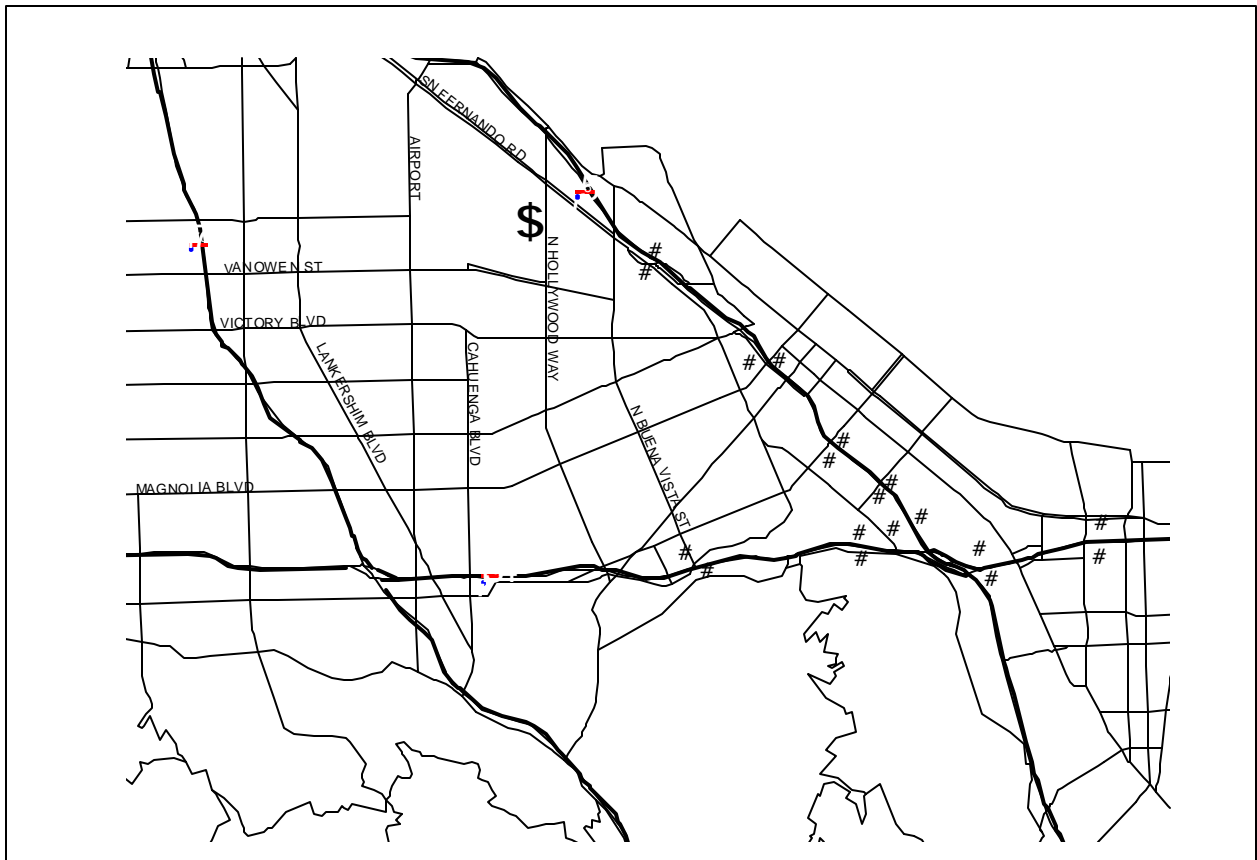 SN FERNANDO RD
AIRPORT
$
N HOLLYWOOD WAY
#
#
VANOWEN ST
VICTORY BLVD
LANKERSHIM BLVD
CAHUENGA BLVD
#
#
N BUENA VISTA ST
#
#
MAGNOLIA BLVD
#
#
#
#
#
#
#
#
#
#
#
#
#